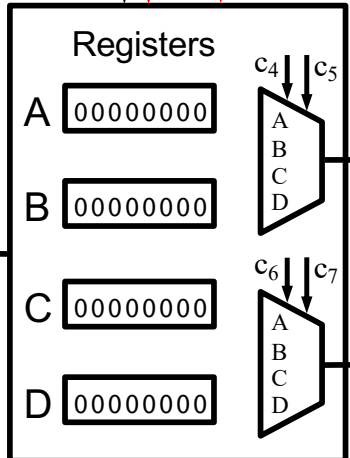 Registers
c₄ c₅
A 00000000
A
B
C
D
B 00000000
c₆ c₇
C 00000000
A
B
C
D
D 00000000